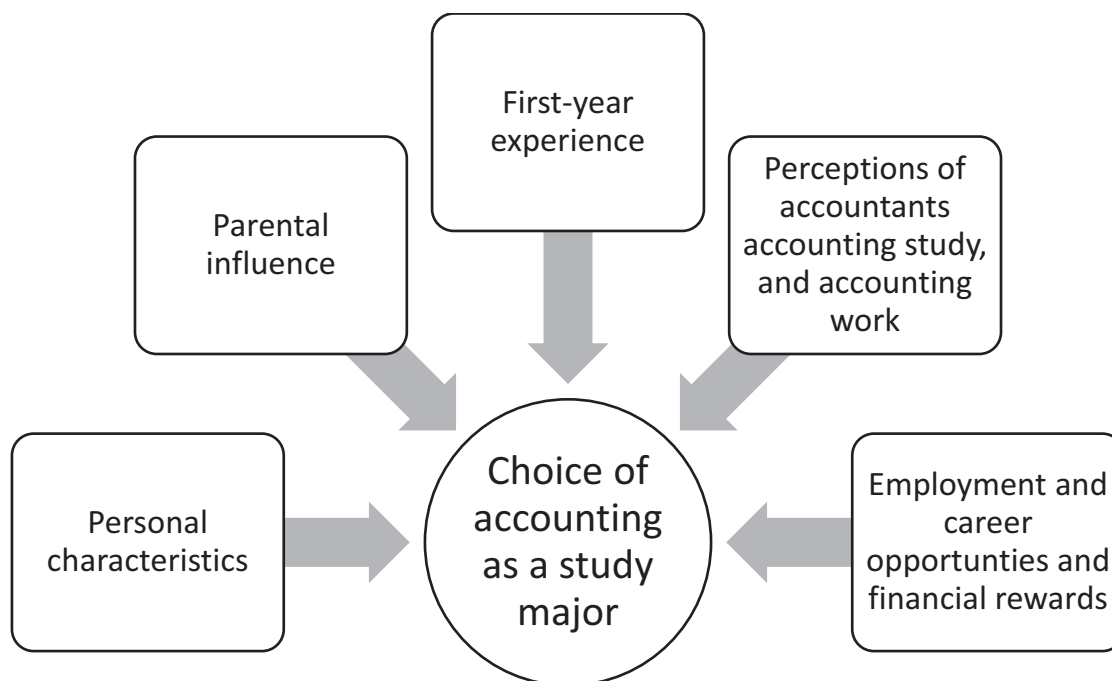 First-year
experience
Parental
influence
Perceptions of
accountants
accounting study,
and accounting
work
Personal
characteristics
Choice of
accounting
as a study
major
Employment and
career
opportunties and
financial rewards